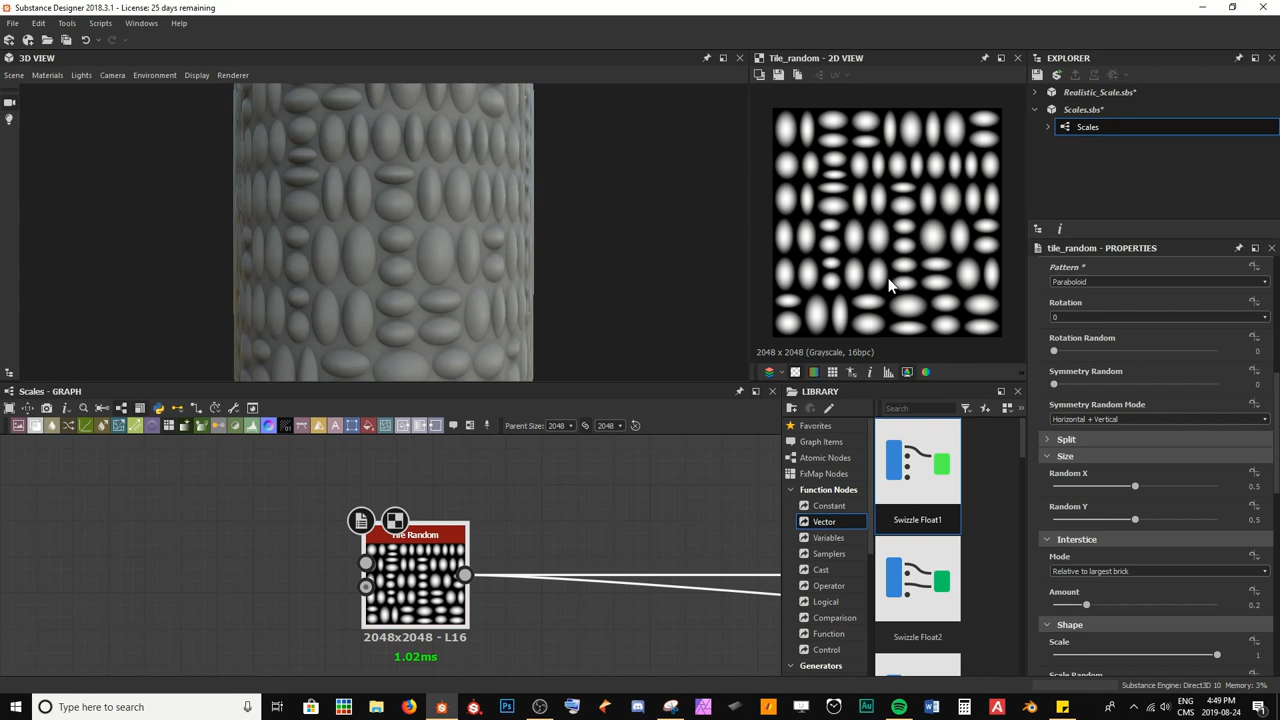 Substance Designer 2018.3.1 - License: 25 days remaining
File Edit Tools Scripts Windows Help
3D VIEW
Scene Materials Lights Camera Environment Display Renderer
Tile_random - 2D VIEW
UV
2048 x 2048 (Grayscale, 16bpc)
EXPLORER
Realistic_Scale.sbs*
Scales.sbs*
Scales
tile_random - PROPERTIES
Pattern *
Paraboloid
Rotation
0
Rotation Random
0
Symmetry Random
0
Symmetry Random Mode
Horizontal + Vertical
Split
Size
Random X
0.5
Random Y
0.5
Interstice
Mode
Relative to largest brick
Amount
0.2
Shape
Scale
1
Scales - GRAPH
Parent Size: 2048 2048
Tile Random
2048x2048 - L16
1.02ms
LIBRARY
Search
Favorites
Graph Items
Atomic Nodes
FxMap Nodes
Function Nodes
Constant
Vector
Variables
Samplers
Cast
Operator
Logical
Comparison
Function
Control
Generators
Swizzle Float1
Swizzle Float2
Substance Engine: Direct3D 10 Memory: 3%
Type here to search
4:49 PM
CMS 2019-08-24